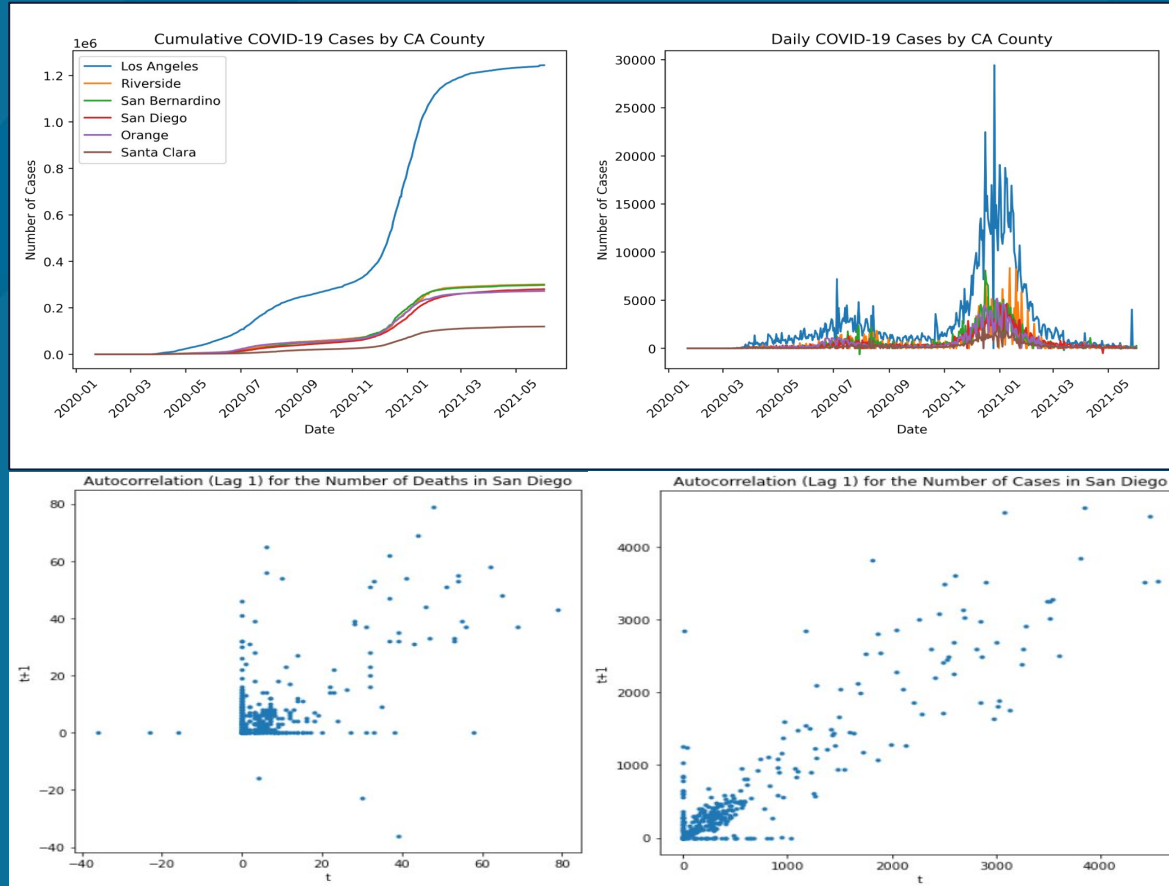 Cumulative COVID-19 Cases by CA County
1e6
1.2
1.0
0.8
0.6
0.4
0.2
0.0
Number of Cases
Los Angeles
Riverside
San Bernardino
San Diego
Orange
Santa Clara
2020-01
2020-03
2020-05
2020-07
2020-09
2020-11
2021-01
2021-03
2021-05
Date
Daily COVID-19 Cases by CA County
30000
25000
20000
15000
10000
5000
0
Number of Cases
2020-01
2020-03
2020-05
2020-07
2020-09
2020-11
2021-01
2021-03
2021-05
Date
Autocorrelation (Lag 1) for the Number of Deaths in San Diego
80
60
40
20
0
−20
−40
t+1
−40
−20
0
20
40
60
80
t
Autocorrelation (Lag 1) for the Number of Cases in San Diego
4000
3000
2000
1000
0
t+1
0
1000
2000
3000
4000
t